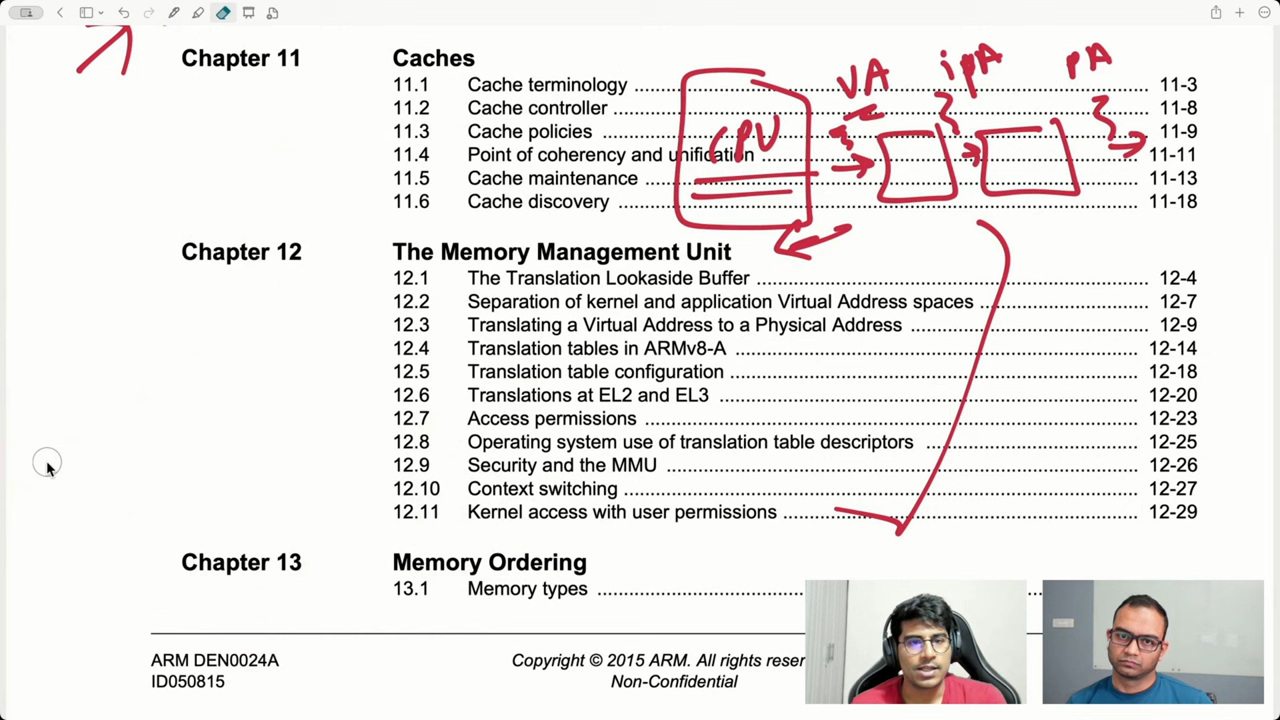 Chapter 11 Caches
11.1 Cache terminology 11-3
11.2 Cache controller 11-8
11.3 Cache policies 11-9
11.4 Point of coherency and unification 11-11
11.5 Cache maintenance 11-13
11.6 Cache discovery 11-18
VA ipA pA
CPU
Chapter 12 The Memory Management Unit
12.1 The Translation Lookaside Buffer 12-4
12.2 Separation of kernel and application Virtual Address spaces 12-7
12.3 Translating a Virtual Address to a Physical Address 12-9
12.4 Translation tables in ARMv8-A 12-14
12.5 Translation table configuration 12-18
12.6 Translations at EL2 and EL3 12-20
12.7 Access permissions 12-23
12.8 Operating system use of translation table descriptors 12-25
12.9 Security and the MMU 12-26
12.10 Context switching 12-27
12.11 Kernel access with user permissions 12-29
Chapter 13 Memory Ordering
13.1 Memory types
ARM DEN0024A Copyright © 2015 ARM. All rights reser
ID050815 Non-Confidential